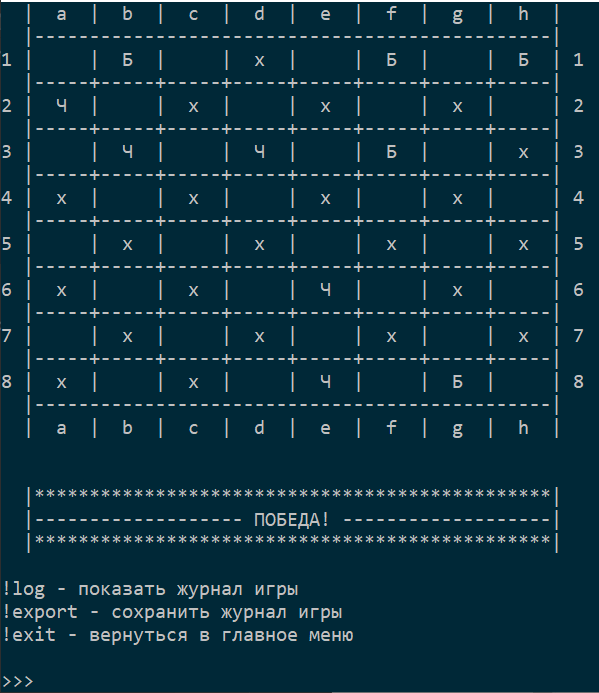 |  a  |  b  |  c  |  d  |  e  |  f  |  g  |  h  |
  |-----------------------------------------------|
1 |     |  Б  |     |  x  |     |  Б  |     |  Б  | 1
  |-----+-----+-----+-----+-----+-----+-----+-----|
2 |  Ч  |     |  x  |     |  x  |     |  x  |     | 2
  |-----+-----+-----+-----+-----+-----+-----+-----|
3 |     |  Ч  |     |  Ч  |     |  Б  |     |  x  | 3
  |-----+-----+-----+-----+-----+-----+-----+-----|
4 |  x  |     |  x  |     |  x  |     |  x  |     | 4
  |-----+-----+-----+-----+-----+-----+-----+-----|
5 |     |  x  |     |  x  |     |  x  |     |  x  | 5
  |-----+-----+-----+-----+-----+-----+-----+-----|
6 |  x  |     |  x  |     |  Ч  |     |  x  |     | 6
  |-----+-----+-----+-----+-----+-----+-----+-----|
7 |     |  x  |     |  x  |     |  x  |     |  x  | 7
  |-----+-----+-----+-----+-----+-----+-----+-----|
8 |  x  |     |  x  |     |  Ч  |     |  Б  |     | 8
  |-----------------------------------------------|
  |  a  |  b  |  c  |  d  |  e  |  f  |  g  |  h  |
  |***********************************************|
  |------------------- ПОБЕДА! -------------------|
  |***********************************************|
!log - показать журнал игры
!export - сохранить журнал игры
!exit - вернуться в главное меню
>>>